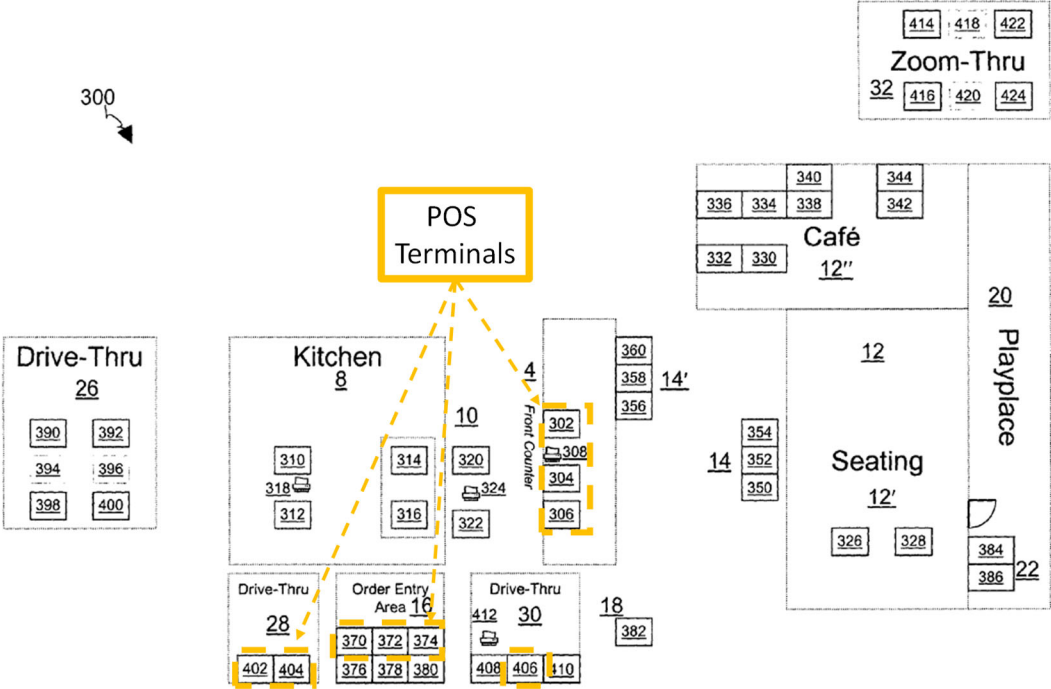 414 418 422
Zoom-Thru
32 416 420 424
300
340 344
336 334 338 342
POS
Terminals
Café
332 330
12"
20
Playplace
Drive-Thru
26
Kitchen
8
4
Front Counter
10
360
358
356
14'
12
390 392
394 396
398 400
310
318
312
314
316
320
324
322
302
308
304
306
354
352
350
14
Seating
12'
326 328
384
386
22
Drive-Thru
28
402 404
Order Entry
Area 16
370 372 374
376 378 380
Drive-Thru
412 30
408 406 410
18
382